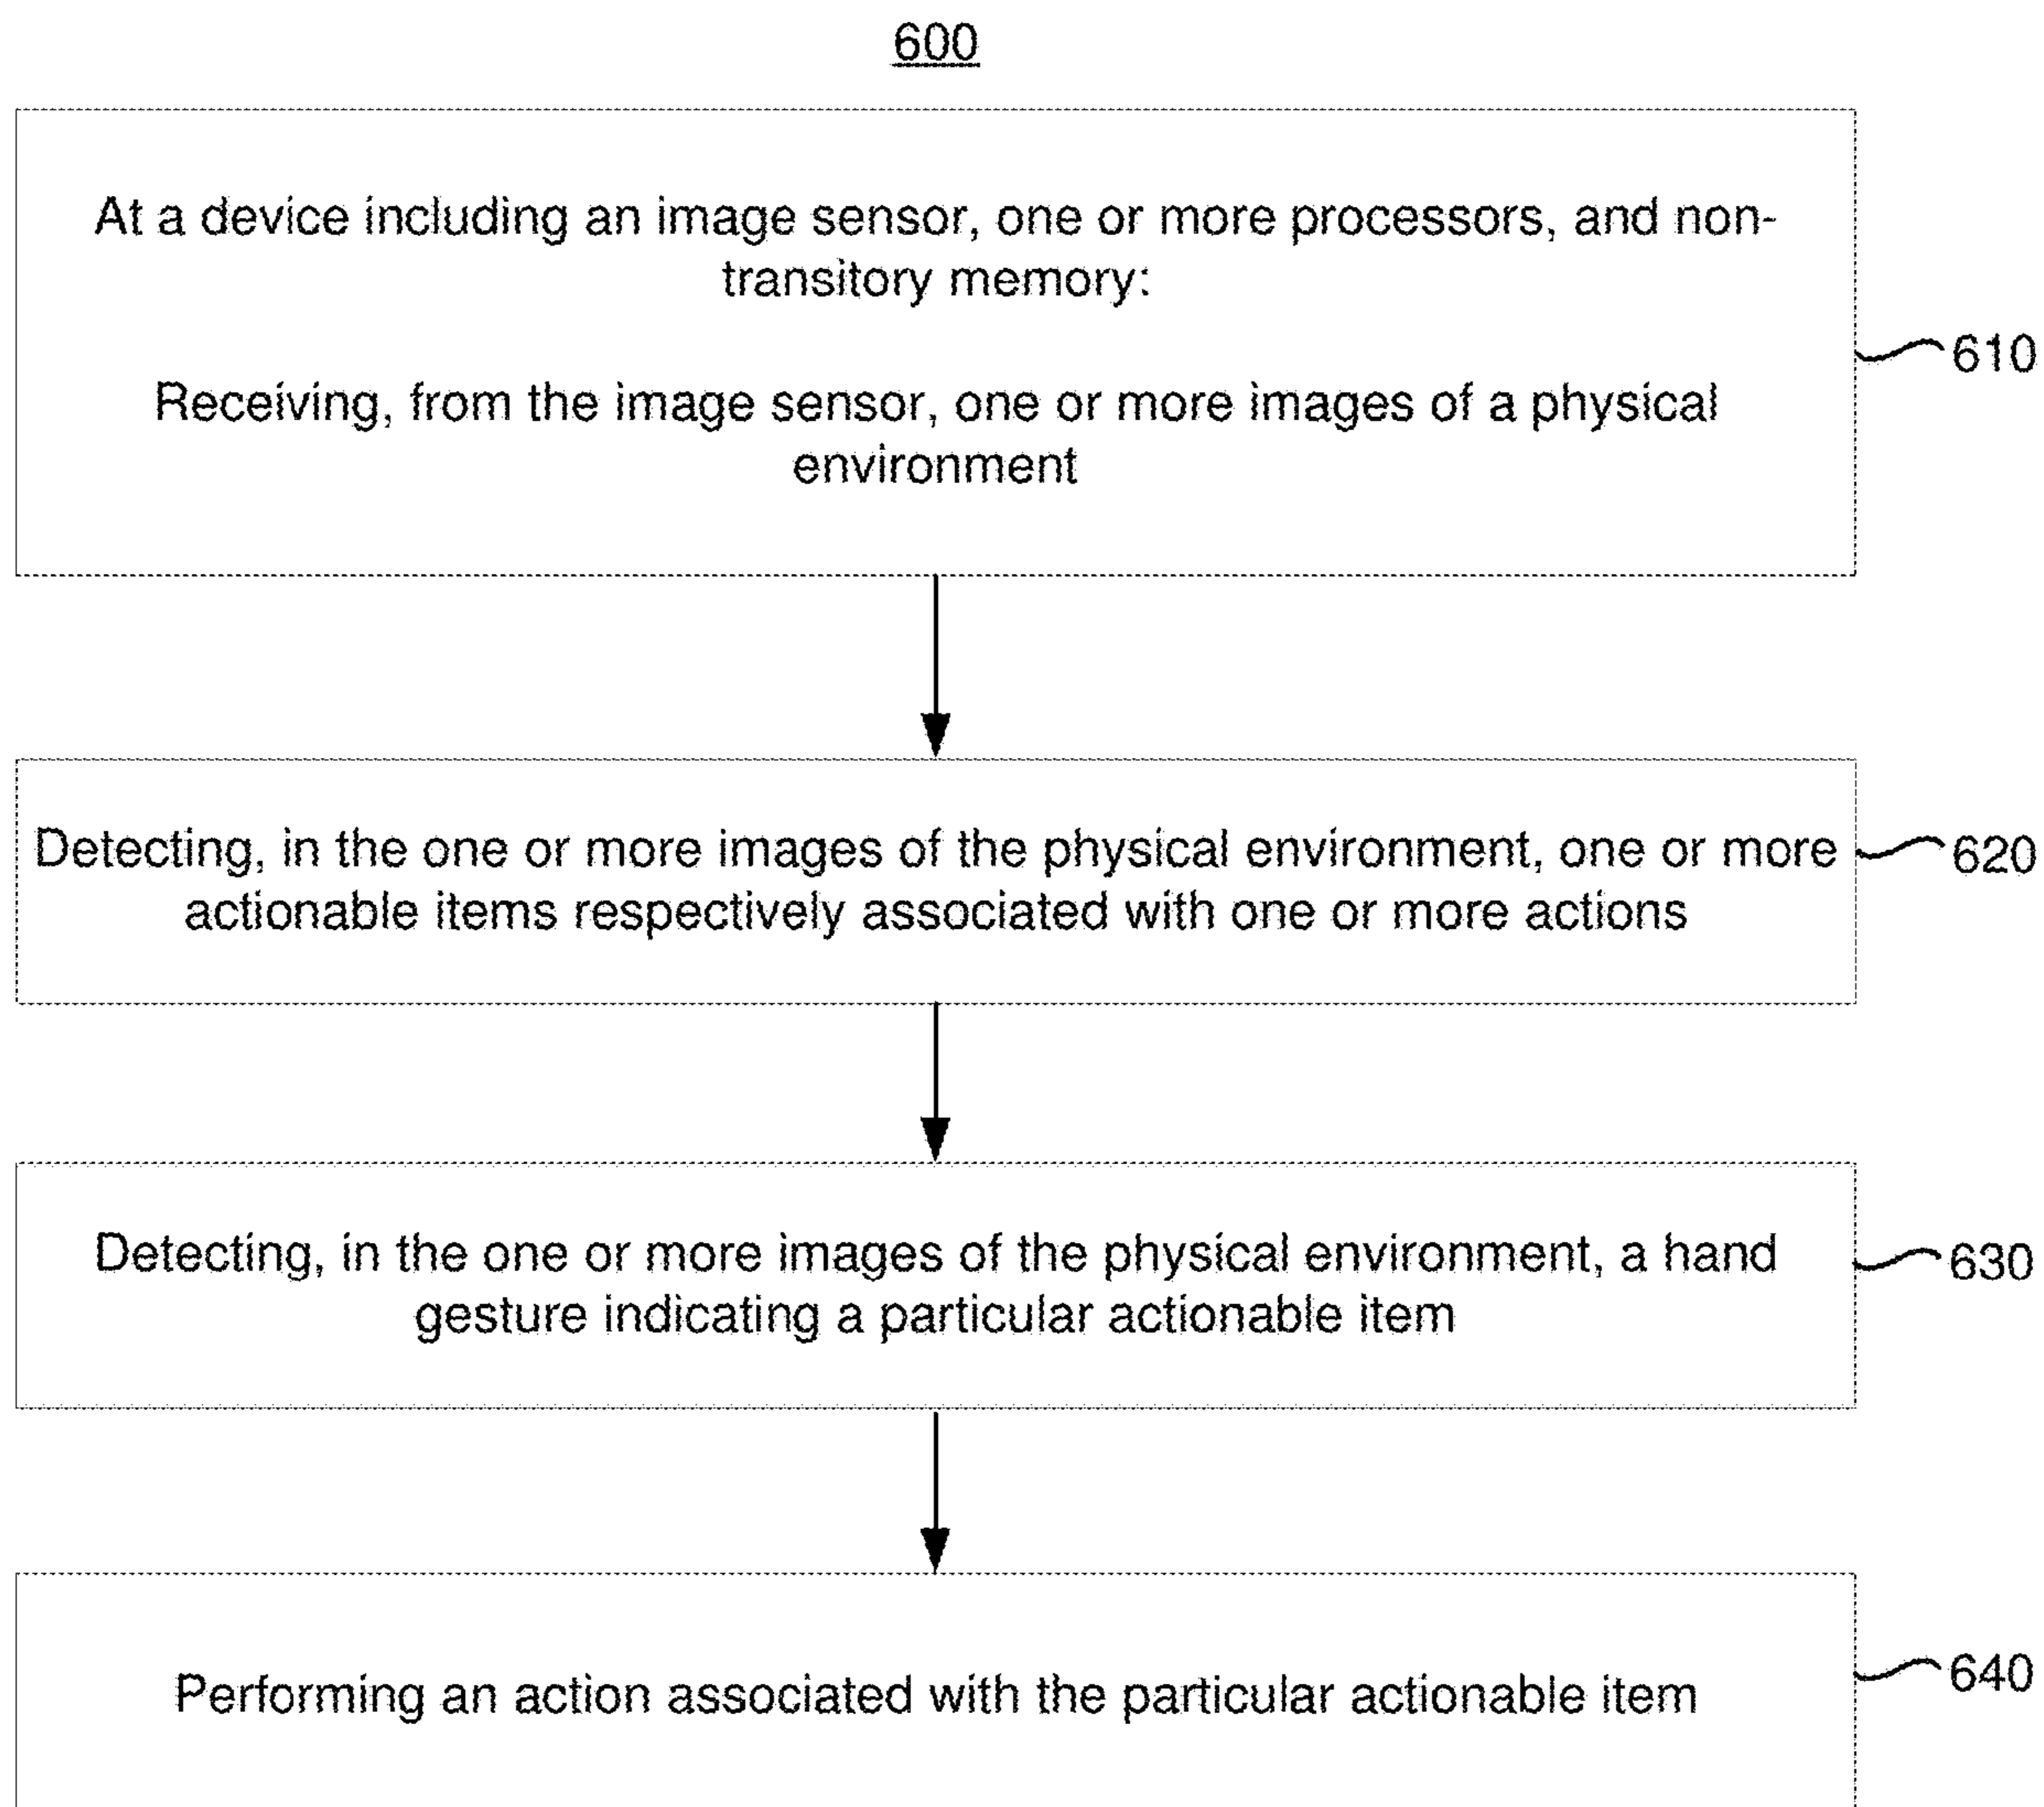 600
At a device including an image sensor, one or more processors, and non-
transitory memory:
Receiving, from the image sensor, one or more images of a physical
environment
610
Detecting, in the one or more images of the physical environment, one or more
actionable items respectively associated with one or more actions
620
Detecting, in the one or more images of the physical environment, a hand
gesture indicating a particular actionable item
630
Performing an action associated with the particular actionable item
640